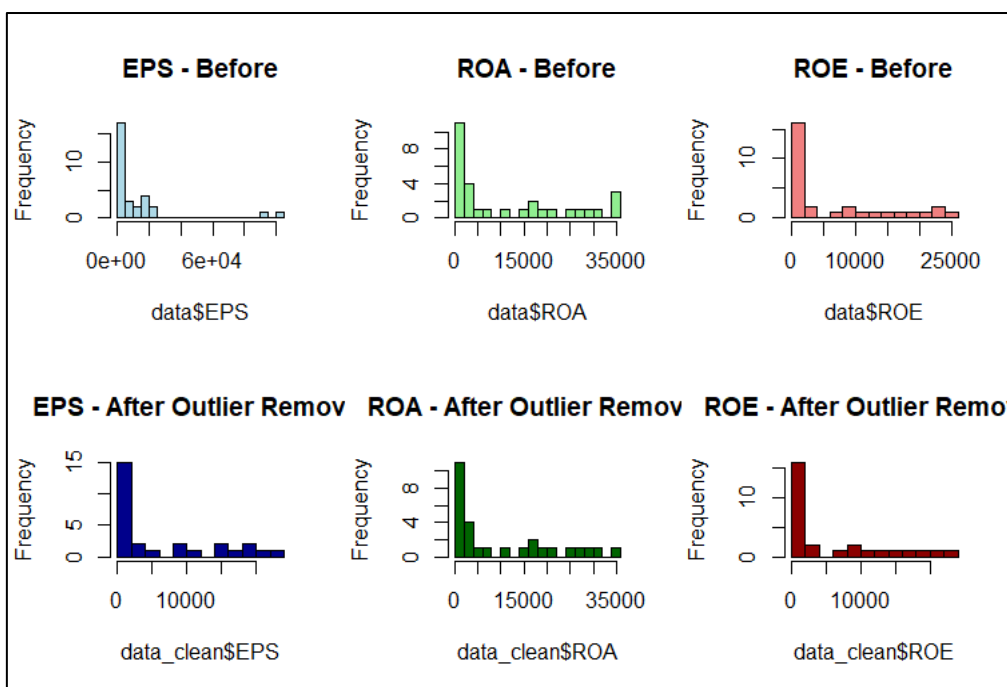 EPS - Before
Frequency
0 10
0e+00 6e+04
data$EPS
ROA - Before
Frequency
0 4 8
0 15000 35000
data$ROA
ROE - Before
Frequency
0 10
0 10000 25000
data$ROE
EPS - After Outlier Remov
Frequency
0 5 15
0 10000
data_clean$EPS
ROA - After Outlier Remov
Frequency
0 4 8
0 15000 35000
data_clean$ROA
ROE - After Outlier Remov
Frequency
0 10
0 10000
data_clean$ROE